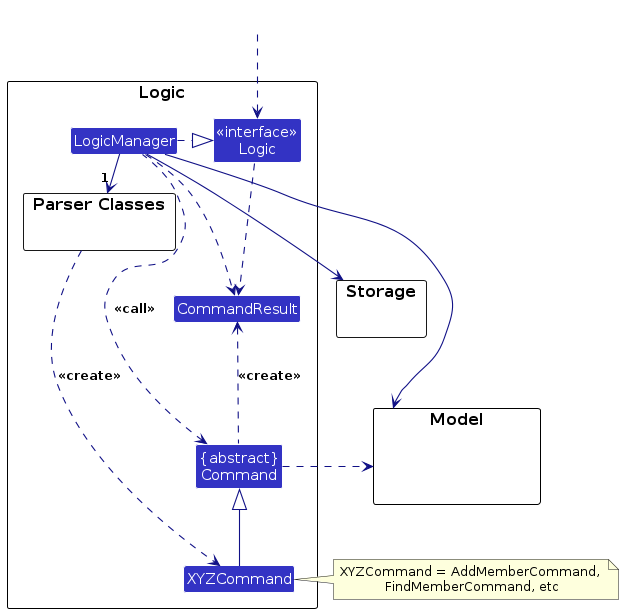 Logic
«interface»
Logic
LogicManager
1
Parser Classes
Storage
«call»
CommandResult
«create»
«create»
Model
{abstract}
Command
XYZCommand
XYZCommand = AddMemberCommand,
FindMemberCommand, etc